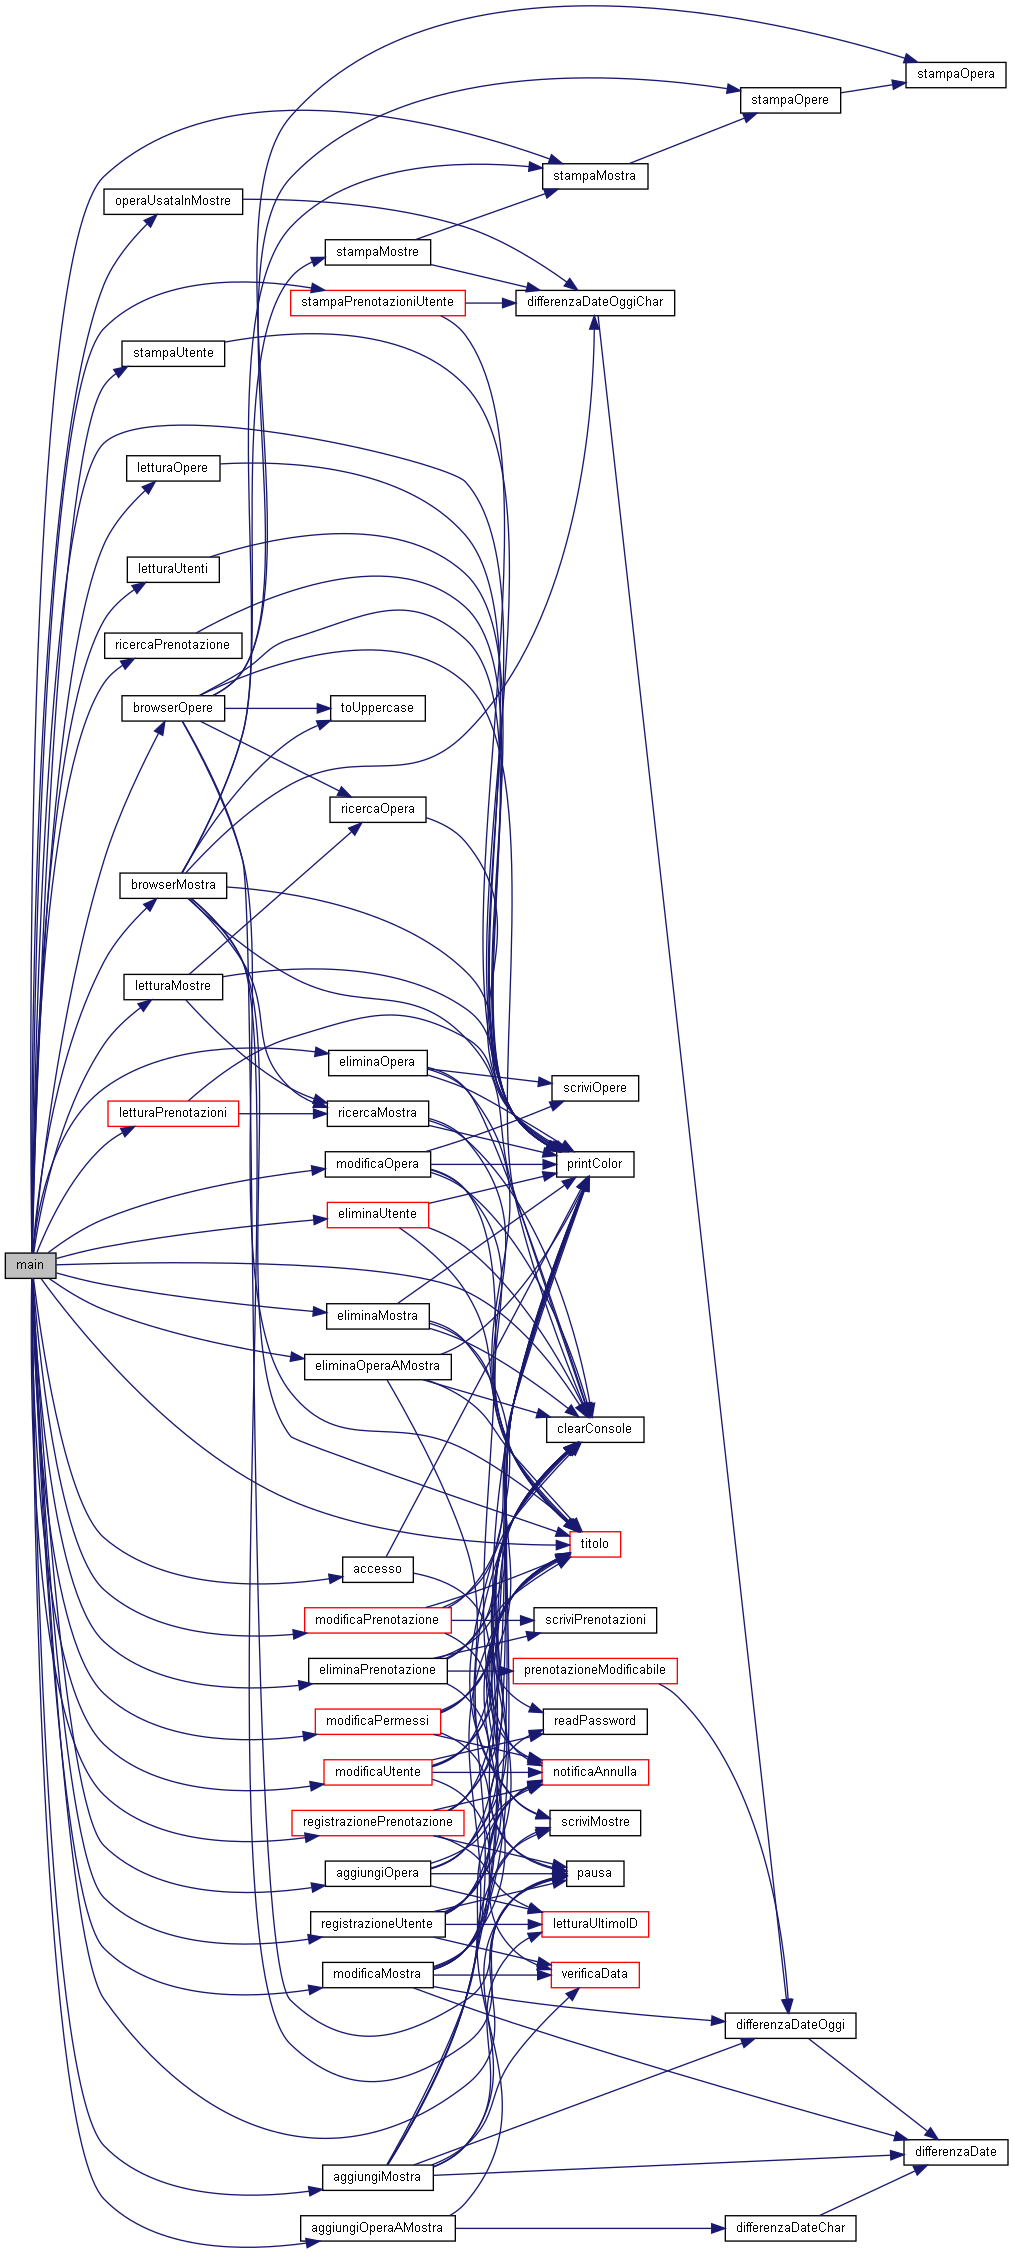 stampaOpera
stampaOpere
stampaMostra
operaUsataInMostre
stampaMostre
stampaPrenotazioniUtente
differenzaDateOggiChar
stampaUtente
letturaOpere
letturaUtenti
ricercaPrenotazione
browserOpere
toUppercase
ricercaOpera
browserMostra
letturaMostre
eliminaOpera
scriviOpere
letturaPrenotazioni
ricercaMostra
modificaOpera
printColor
eliminaUtente
main
eliminaMostra
eliminaOperaAMostra
clearConsole
titolo
accesso
modificaPrenotazione
scriviPrenotazioni
eliminaPrenotazione
prenotazioneModificabile
modificaPermessi
readPassword
modificaUtente
notificaAnnulla
registrazionePrenotazione
scriviMostre
aggiungiOpera
pausa
registrazioneUtente
letturaUltimoID
modificaMostra
verificaData
differenzaDateOggi
differenzaDate
aggiungiMostra
aggiungiOperaAMostra
differenzaDateChar